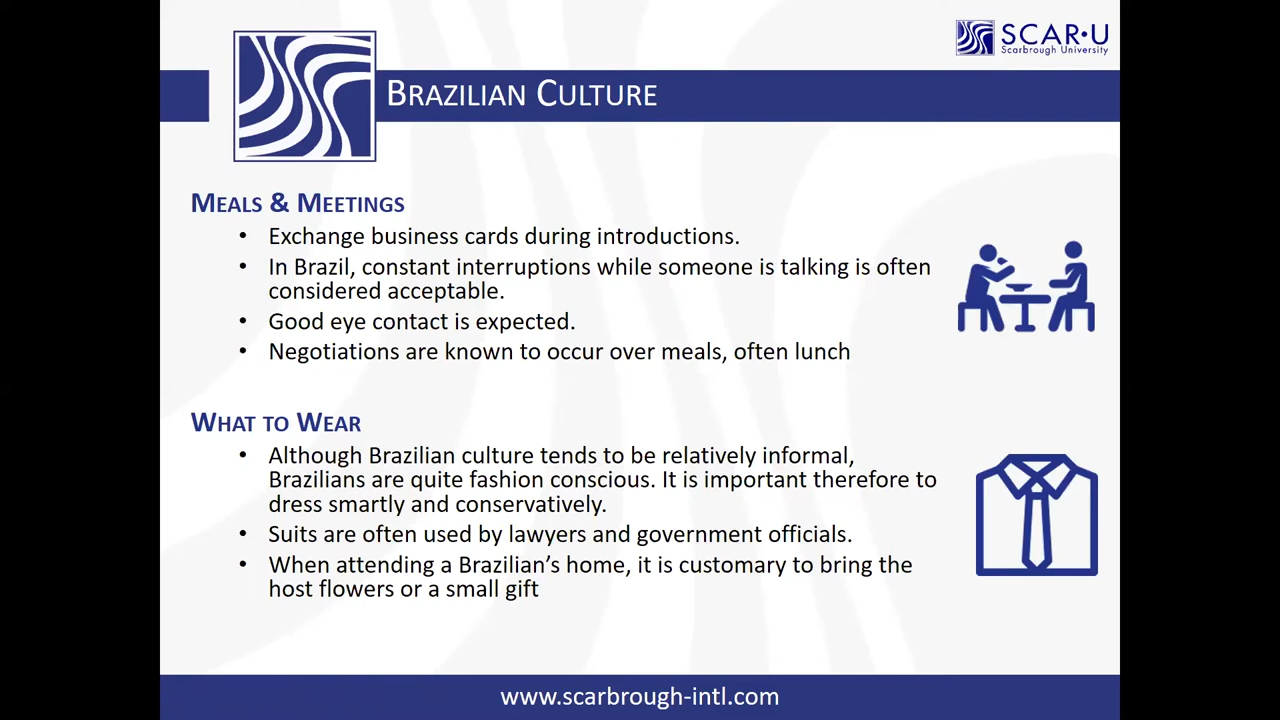 SCAR•U
Scarbrough University
BRAZILIAN CULTURE
MEALS & MEETINGS
• Exchange business cards during introductions.
• In Brazil, constant interruptions while someone is talking is often
considered acceptable.
• Good eye contact is expected.
• Negotiations are known to occur over meals, often lunch
WHAT TO WEAR
• Although Brazilian culture tends to be relatively informal,
Brazilians are quite fashion conscious. It is important therefore to
dress smartly and conservatively.
• Suits are often used by lawyers and government officials.
• When attending a Brazilian’s home, it is customary to bring the
host flowers or a small gift
www.scarbrough-intl.com